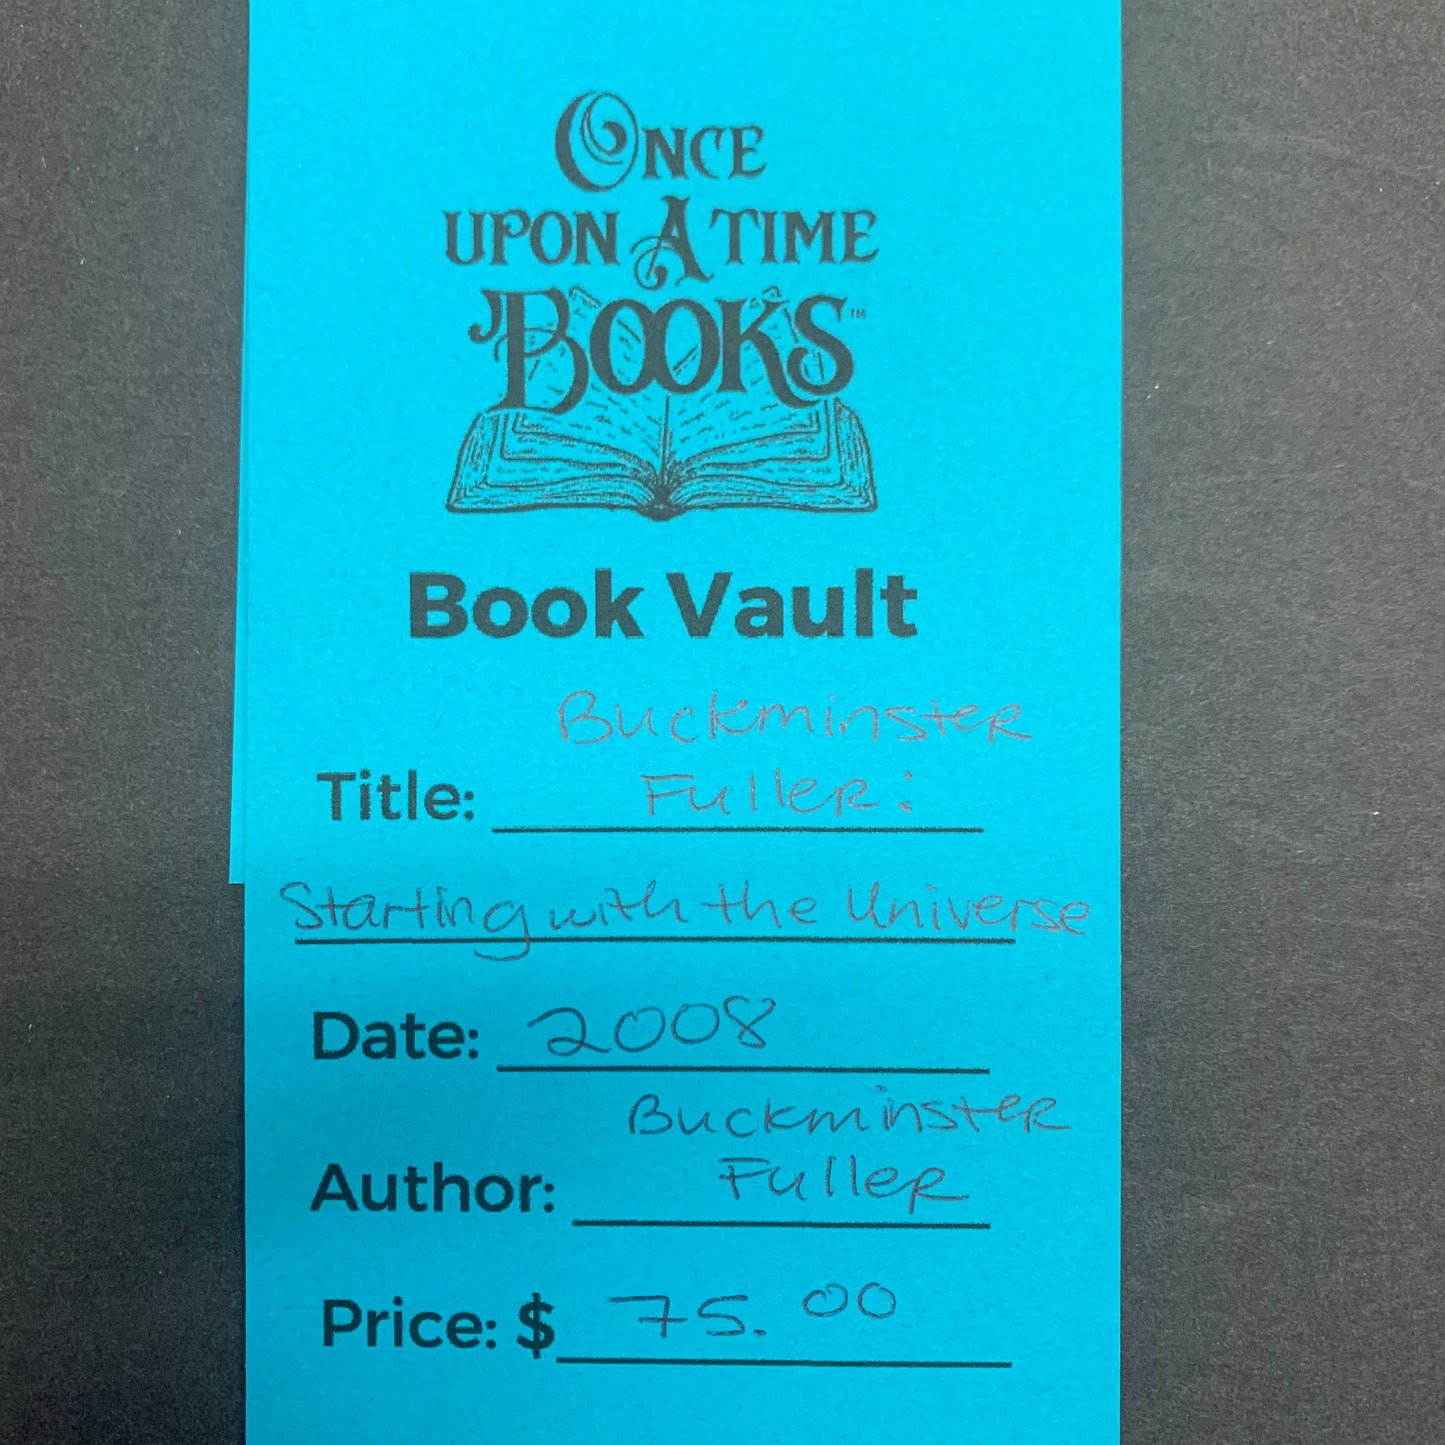 ONCE
UPON A TIME
BOOKS™
Book Vault
Buckminster
Title: Fuller:
Starting with the Universe
Date: 2008
Buckminster
Author: Fuller
Price: $ 75.00